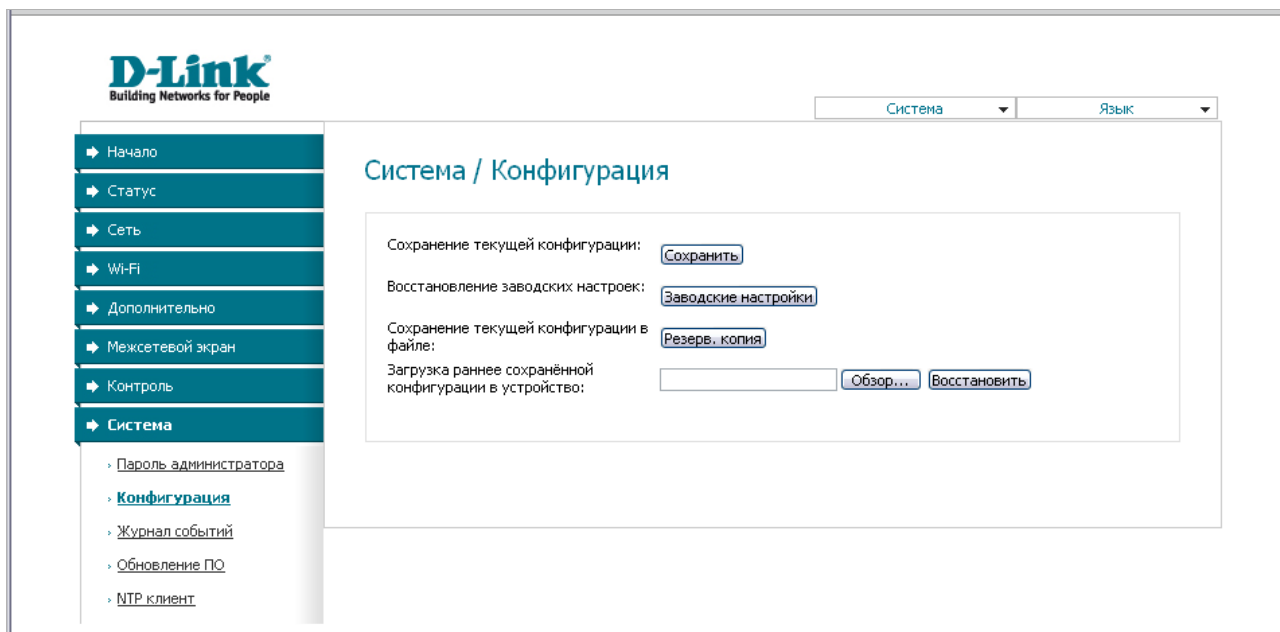 D-Link®
Building Networks for People
Система
Язык
Начало
Статус
Сеть
Wi-Fi
Дополнительно
Межсетевой экран
Контроль
Система
Пароль администратора
Конфигурация
Журнал событий
Обновление ПО
NTP клиент
Система / Конфигурация
Сохранение текущей конфигурации:
Сохранить
Восстановление заводских настроек:
Заводские настройки
Сохранение текущей конфигурации в
файле:
Резерв. копия
Загрузка раннее сохранённой
конфигурации в устройство:
Обзор...
Восстановить